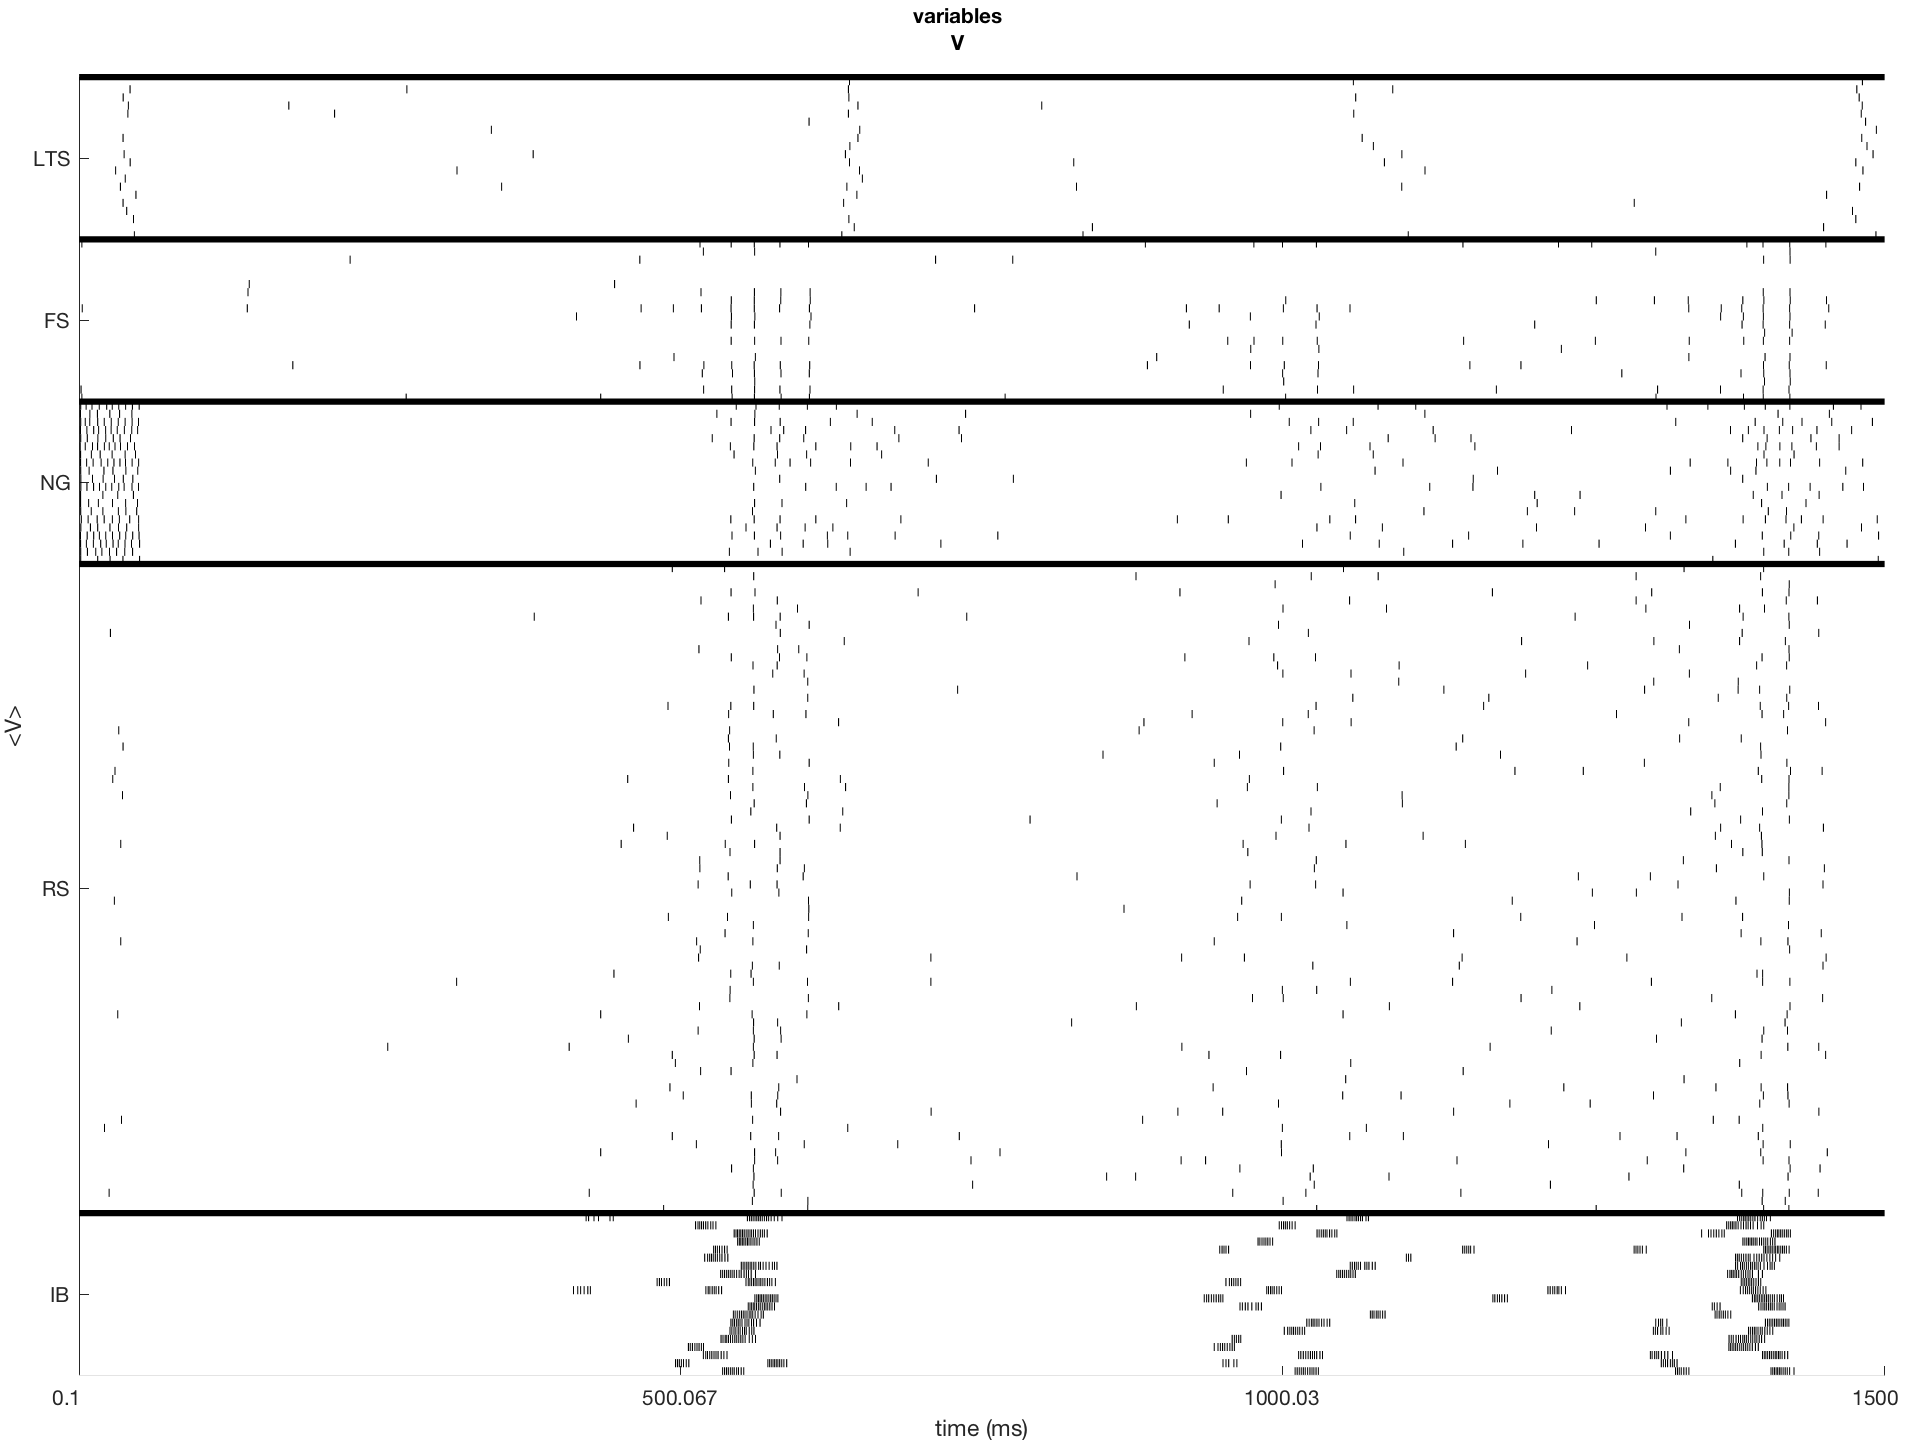 variables
V
LTS
FS
NG
RS
IB
<V>
0.1
500.067
1000.03
1500
time (ms)